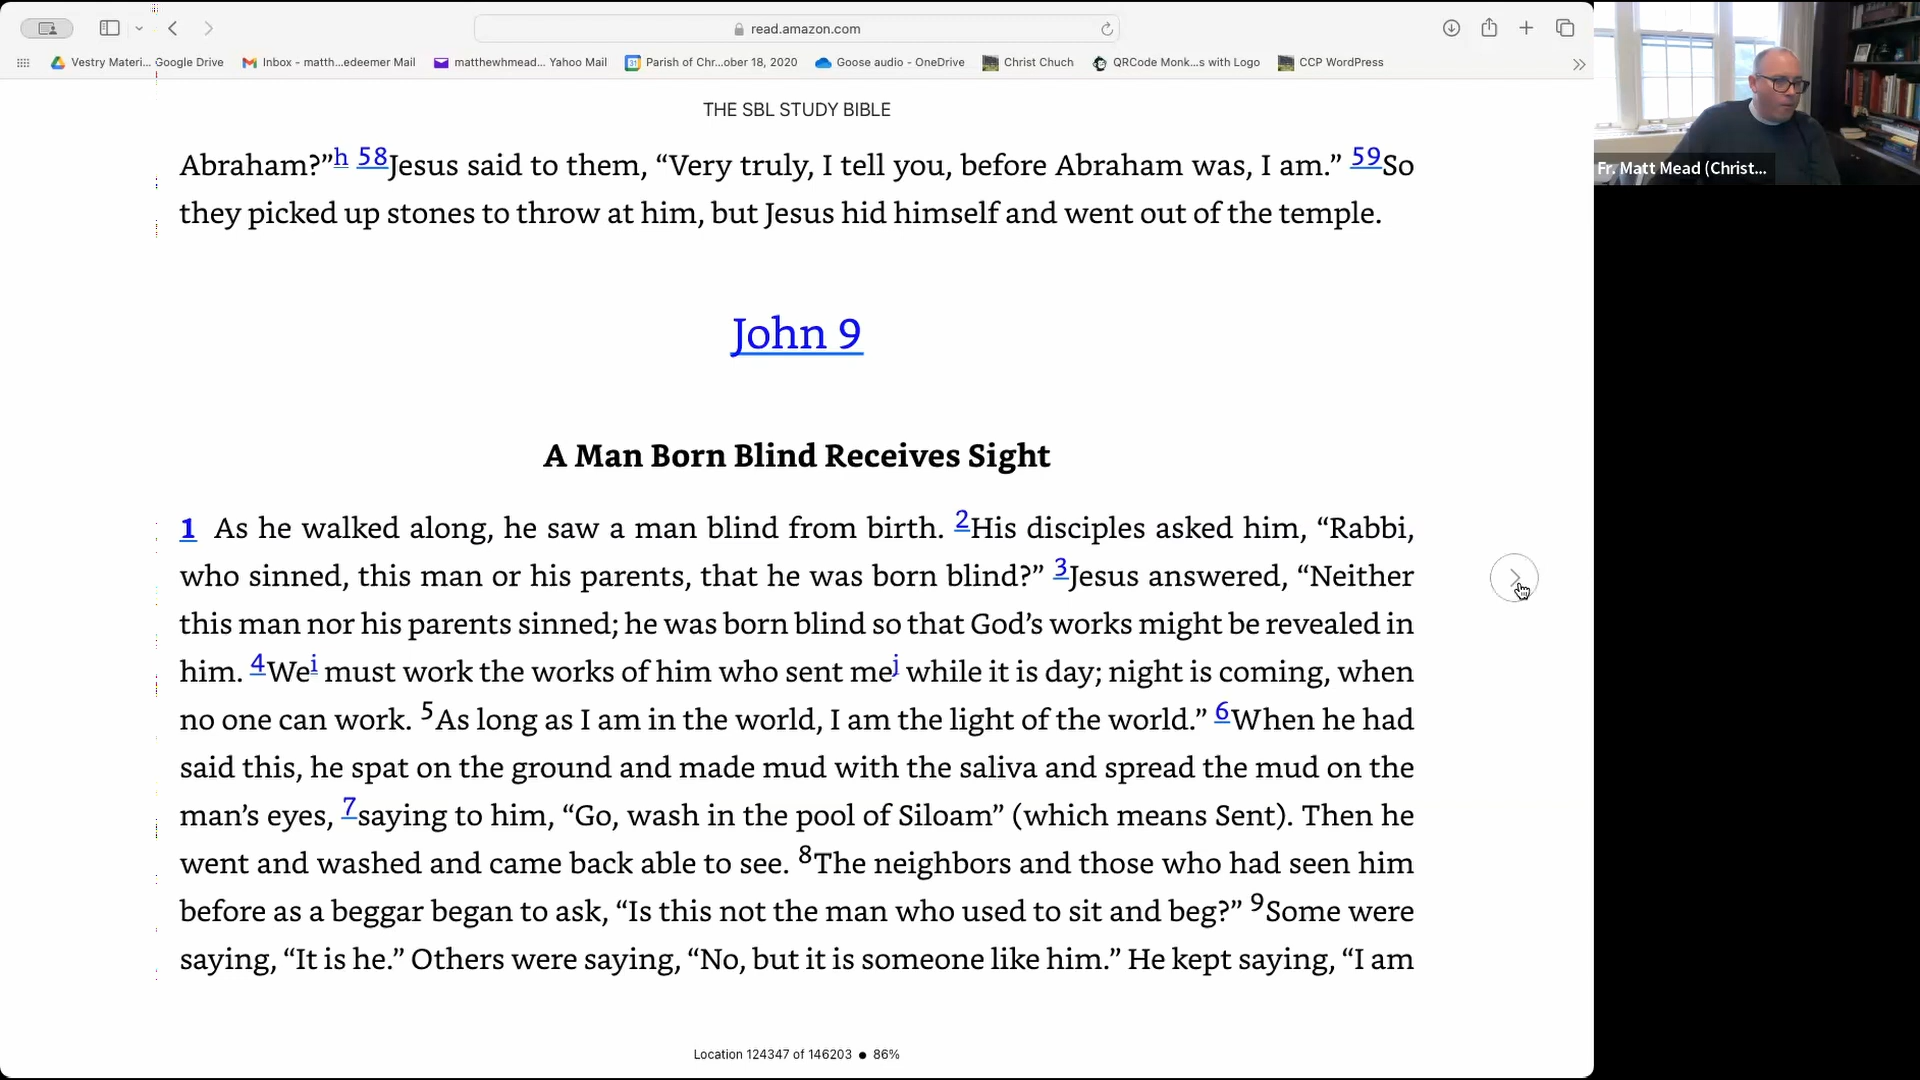 read.amazon.com
Vestry Materi... Google Drive
Inbox - matth...edeemer Mail
matthewhmead... Yahoo Mail
Parish of Chr...ober 18, 2020
Goose audio - OneDrive
Christ Chuch
QRCode Monk...s with Logo
CCP WordPress
THE SBL STUDY BIBLE
Abraham?”h 58Jesus said to them, “Very truly, I tell you, before Abraham was, I am.” 59So
they picked up stones to throw at him, but Jesus hid himself and went out of the temple.
John 9
A Man Born Blind Receives Sight
1 As he walked along, he saw a man blind from birth. 2His disciples asked him, “Rabbi,
who sinned, this man or his parents, that he was born blind?” 3Jesus answered, “Neither
this man nor his parents sinned; he was born blind so that God’s works might be revealed in
him. 4Wei must work the works of him who sent mej while it is day; night is coming, when
no one can work. 5As long as I am in the world, I am the light of the world.” 6When he had
said this, he spat on the ground and made mud with the saliva and spread the mud on the
man’s eyes, 7saying to him, “Go, wash in the pool of Siloam” (which means Sent). Then he
went and washed and came back able to see. 8The neighbors and those who had seen him
before as a beggar began to ask, “Is this not the man who used to sit and beg?” 9Some were
saying, “It is he.” Others were saying, “No, but it is someone like him.” He kept saying, “I am
Location 124347 of 146203 ● 86%
Fr. Matt Mead (Christ...